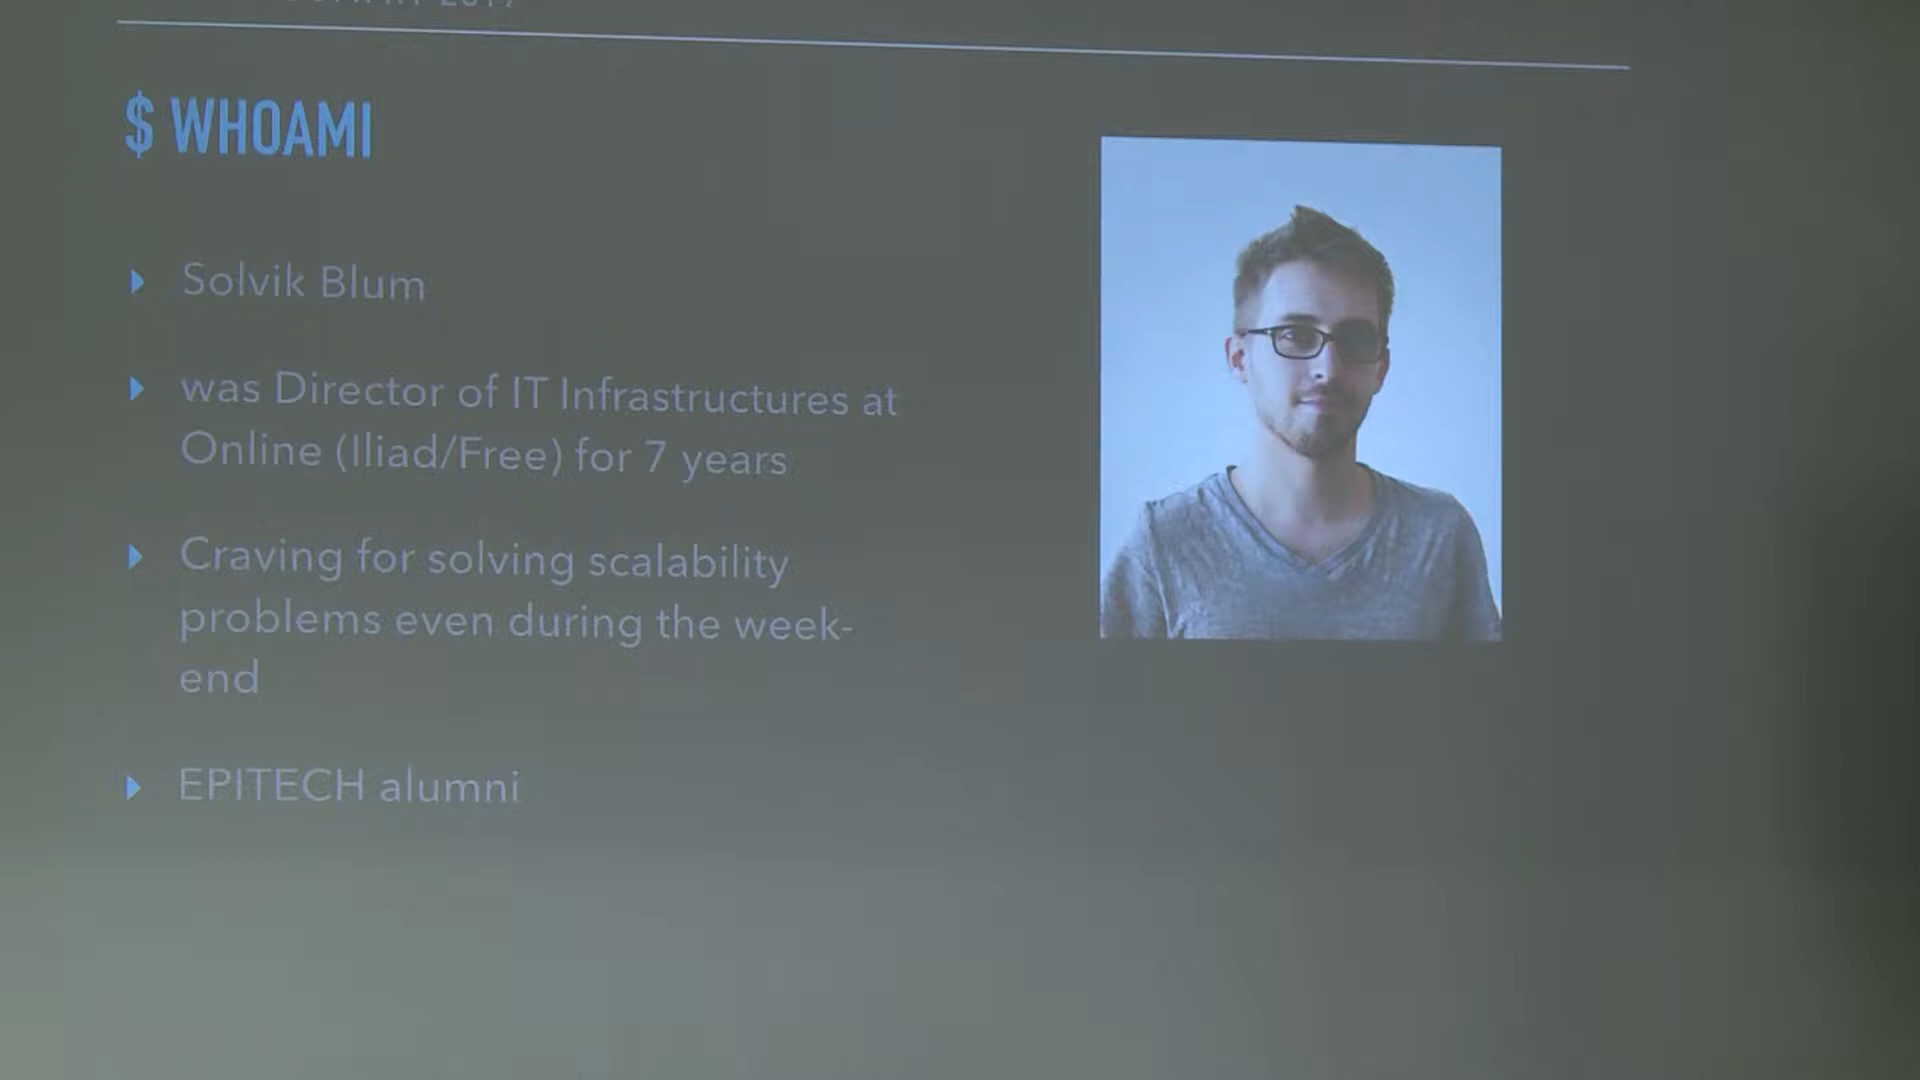 2017
$ WHOAMI
Solvik Blum
was Director of IT Infrastructures at
Online (Iliad/Free) for 7 years
Craving for solving scalability
problems even during the week-
end
EPITECH alumni